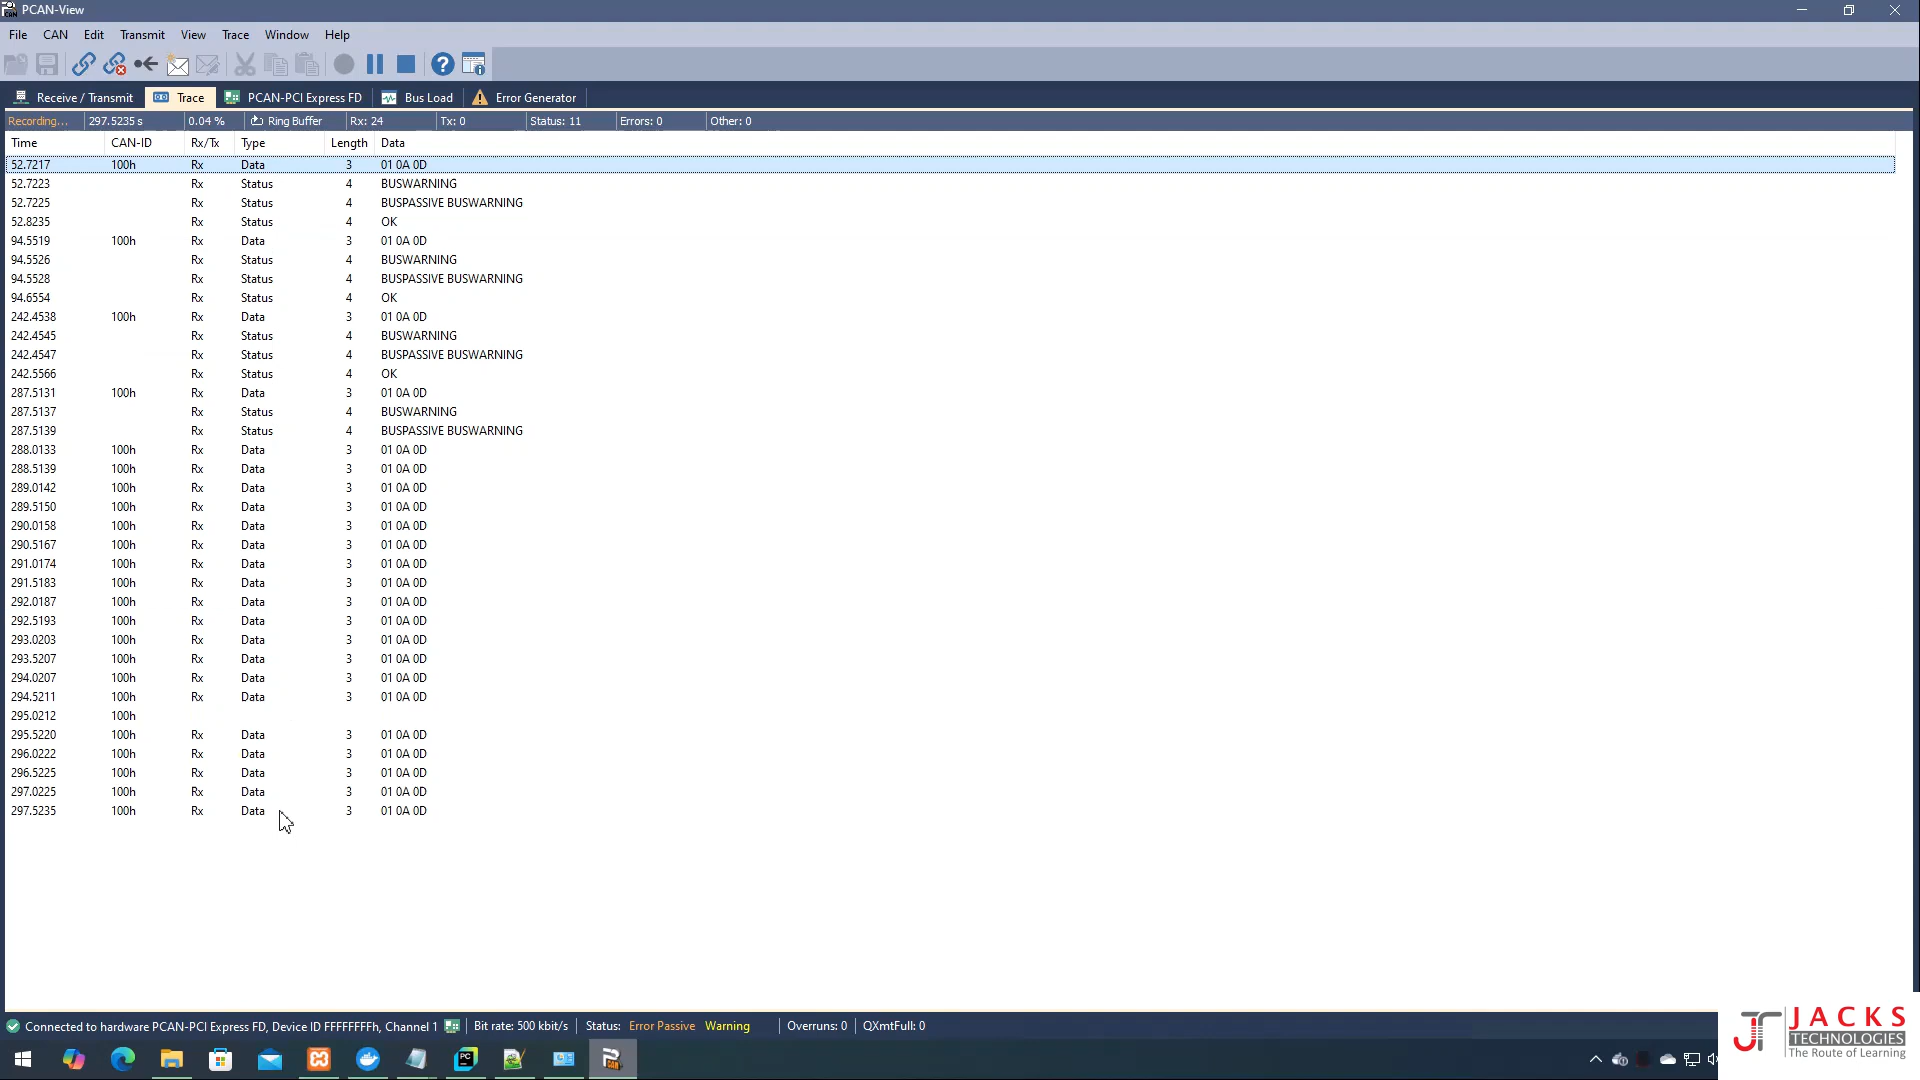 PCAN-View
File CAN Edit Transmit View Trace Window Help
Receive / Transmit Trace PCAN-PCI Express FD Bus Load Error Generator
Recording... 297.5235 s 0.04 % Ring Buffer Rx: 24 Tx: 0 Status: 11 Errors: 0 Other: 0
Time CAN-ID Rx/Tx Type Length Data
52.7217 100h Rx Data 3 01 0A 0D
52.7223 Rx Status 4 BUSWARNING
52.7225 Rx Status 4 BUSPASSIVE BUSWARNING
52.8235 Rx Status 4 OK
94.5519 100h Rx Data 3 01 0A 0D
94.5526 Rx Status 4 BUSWARNING
94.5528 Rx Status 4 BUSPASSIVE BUSWARNING
94.6554 Rx Status 4 OK
242.4538 100h Rx Data 3 01 0A 0D
242.4545 Rx Status 4 BUSWARNING
242.4547 Rx Status 4 BUSPASSIVE BUSWARNING
242.5566 Rx Status 4 OK
287.5131 100h Rx Data 3 01 0A 0D
287.5137 Rx Status 4 BUSWARNING
287.5139 Rx Status 4 BUSPASSIVE BUSWARNING
288.0133 100h Rx Data 3 01 0A 0D
288.5139 100h Rx Data 3 01 0A 0D
289.0142 100h Rx Data 3 01 0A 0D
289.5150 100h Rx Data 3 01 0A 0D
290.0158 100h Rx Data 3 01 0A 0D
290.5167 100h Rx Data 3 01 0A 0D
291.0174 100h Rx Data 3 01 0A 0D
291.5183 100h Rx Data 3 01 0A 0D
292.0187 100h Rx Data 3 01 0A 0D
292.5193 100h Rx Data 3 01 0A 0D
293.0203 100h Rx Data 3 01 0A 0D
293.5207 100h Rx Data 3 01 0A 0D
294.0207 100h Rx Data 3 01 0A 0D
294.5211 100h Rx Data 3 01 0A 0D
295.0212 100h
295.5220 100h Rx Data 3 01 0A 0D
296.0222 100h Rx Data 3 01 0A 0D
296.5225 100h Rx Data 3 01 0A 0D
297.0225 100h Rx Data 3 01 0A 0D
297.5235 100h Rx Data 3 01 0A 0D
Connected to hardware PCAN-PCI Express FD, Device ID FFFFFFFFh, Channel 1 Bit rate: 500 kbit/s Status: Error Passive Warning Overruns: 0 QXmtFull: 0
JACKS
TECHNOLOGIES
The Route of Learning